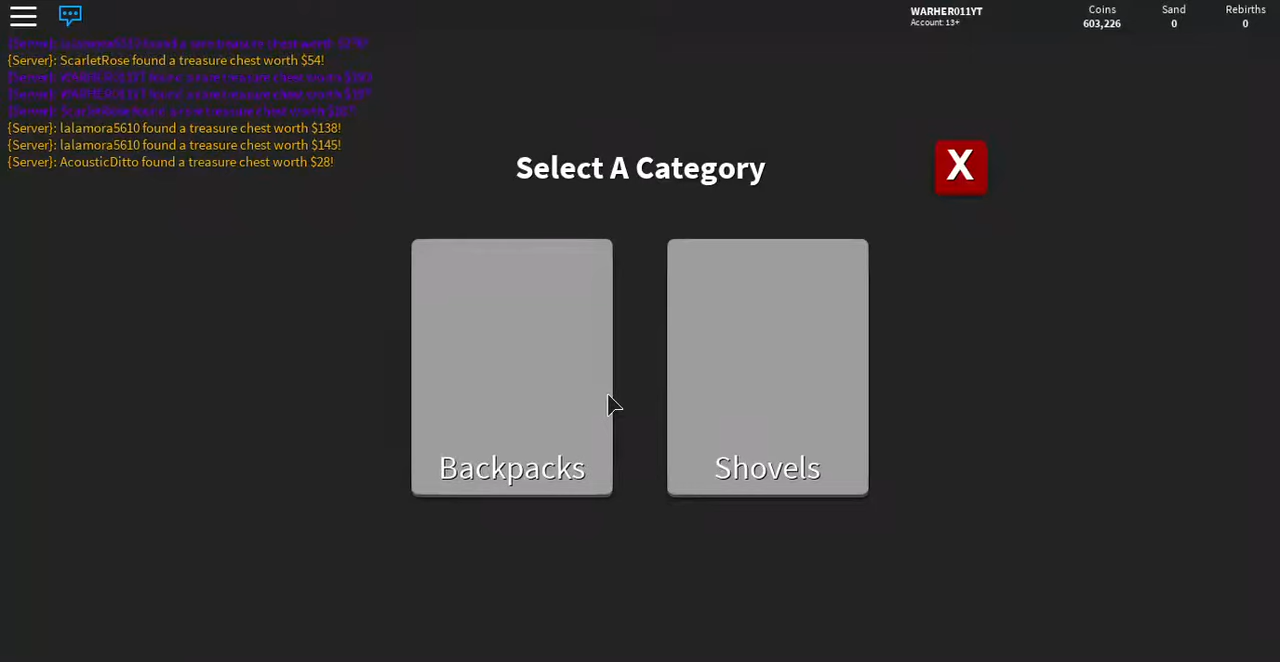 WARHER011YT
Account: 13+
Coins
603,226
Sand
0
Rebirths
0
{Server}: ScarletRose found a treasure chest worth $54!
{Server}: lalamora5610 found a treasure chest worth $138!
{Server}: lalamora5610 found a treasure chest worth $145!
{Server}: AcousticDitto found a treasure chest worth $28!
Select A Category
X
Backpacks
Shovels